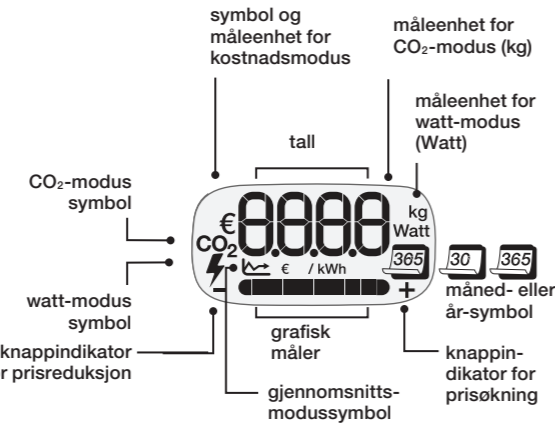 symbol og
måleenhet for
kostnadsmodus
måleenhet for
CO₂-modus (kg)
måleenhet for
watt-modus
(Watt)
tall
CO₂-modus
symbol
€
8.8.8.8
kg
Watt
CO₂
€ / kWh
365
30
365
−
+
watt-modus
symbol
måned- eller
år-symbol
knappindikator
r prisreduksjon
grafisk
måler
gjennomsnitts-
modussymbol
knappin-
dikator for
prisøkning